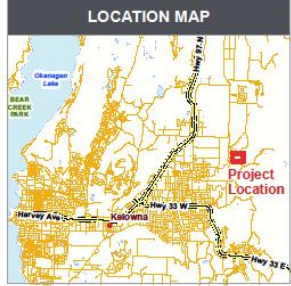 LOCATION MAP
Hwy 97 N
Okanagan
Lake
BEAR
CREEK
PARK
Project
Location
Hwy 33 W
Harvey Ave
Kelowna
Hwy 33 E